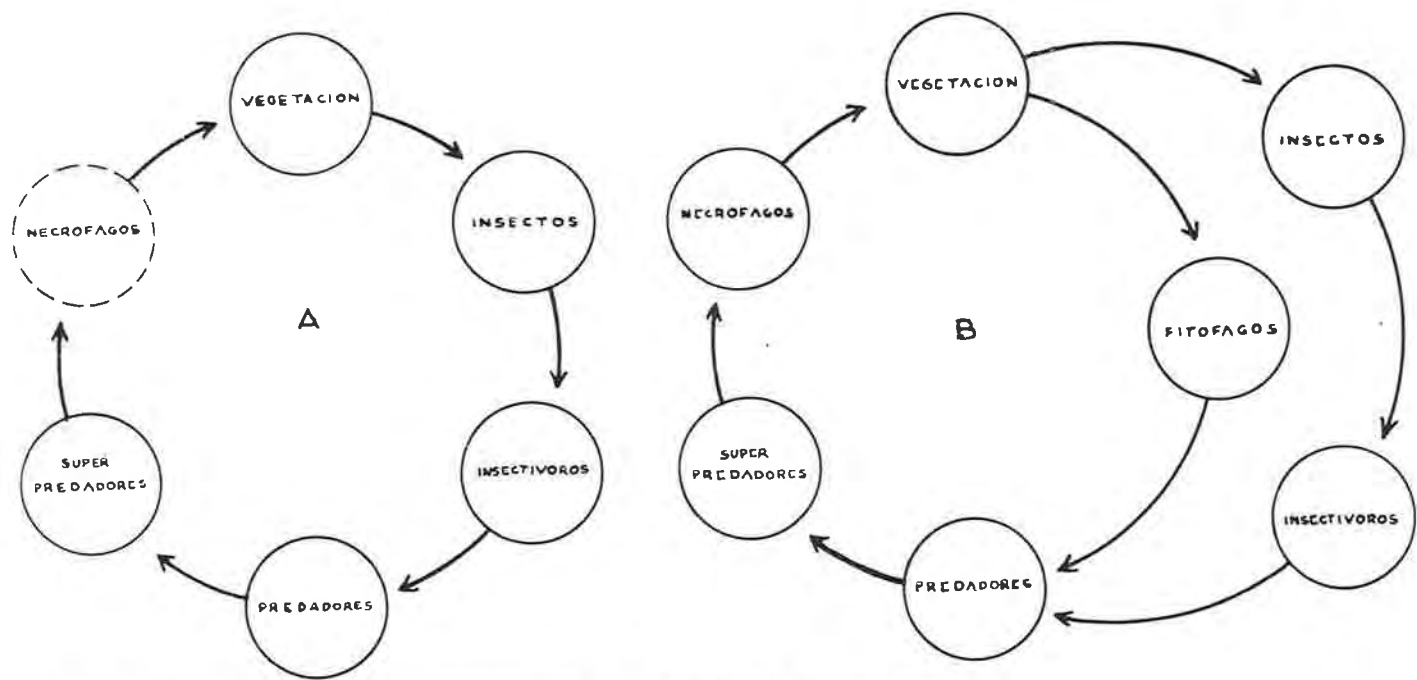 VEGETACION
INSECTOS
INSECTIVOROS
PREDADORES
SUPER
PREDADORES
NECROFAGOS
A
VEGETACION
INSECTOS
FITOFAGOS
INSECTIVOROS
PREDADORES
SUPER
PREDADORES
NECROFAGOS
B